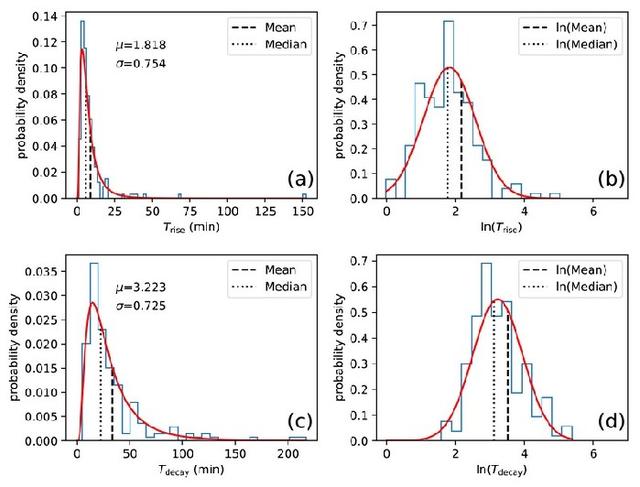 0.14
0.12
0.10
0.08
0.06
0.04
0.02
0.00
probability density
μ=1.818
σ=0.754
Mean
Median
(a)
0 25 50 75 100 125 150
T_rise (min)
0.7
0.6
0.5
0.4
0.3
0.2
0.1
0.0
probability density
ln(Mean)
ln(Median)
(b)
0 2 4 6
ln(T_rise)
0.035
0.030
0.025
0.020
0.015
0.010
0.005
0.000
probability density
μ=3.223
σ=0.725
Mean
Median
(c)
0 50 100 150 200
T_decay (min)
0.7
0.6
0.5
0.4
0.3
0.2
0.1
0.0
probability density
ln(Mean)
ln(Median)
(d)
0 2 4 6
ln(T_decay)